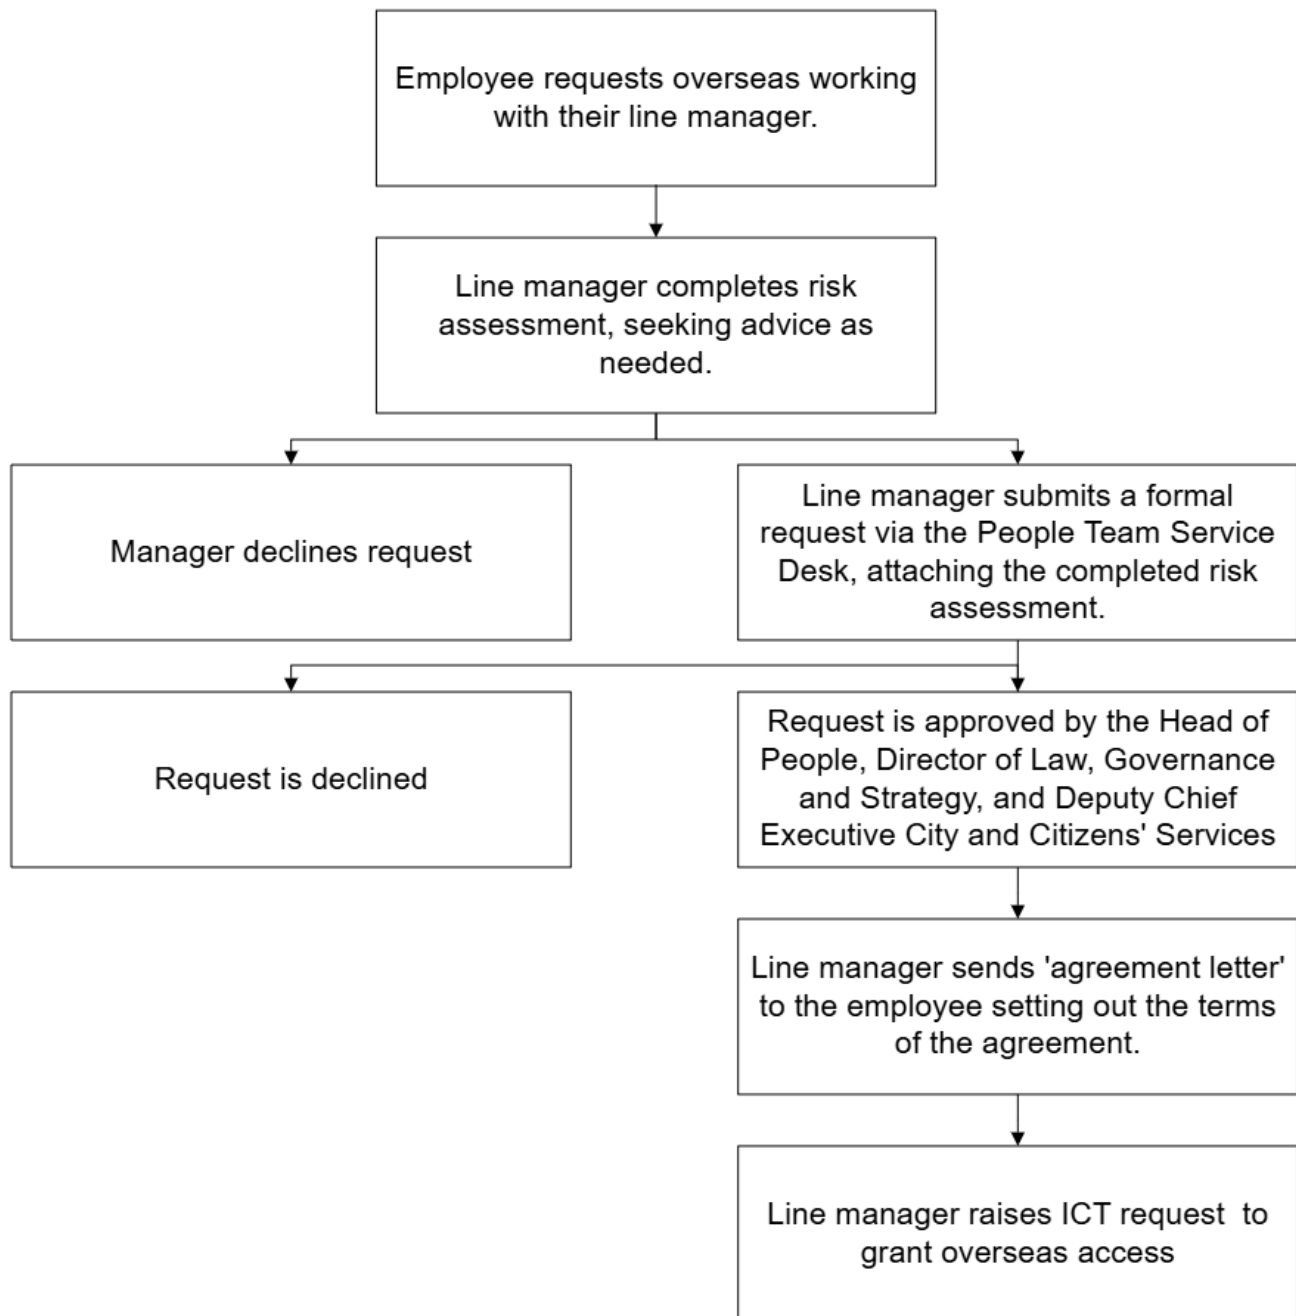 Employee requests overseas working
with their line manager.
Line manager completes risk
assessment, seeking advice as
needed.
Manager declines request
Line manager submits a formal
request via the People Team Service
Desk, attaching the completed risk
assessment.
Request is declined
Request is approved by the Head of
People, Director of Law, Governance
and Strategy, and Deputy Chief
Executive City and Citizens' Services
Line manager sends 'agreement letter'
to the employee setting out the terms
of the agreement.
Line manager raises ICT request  to
grant overseas access